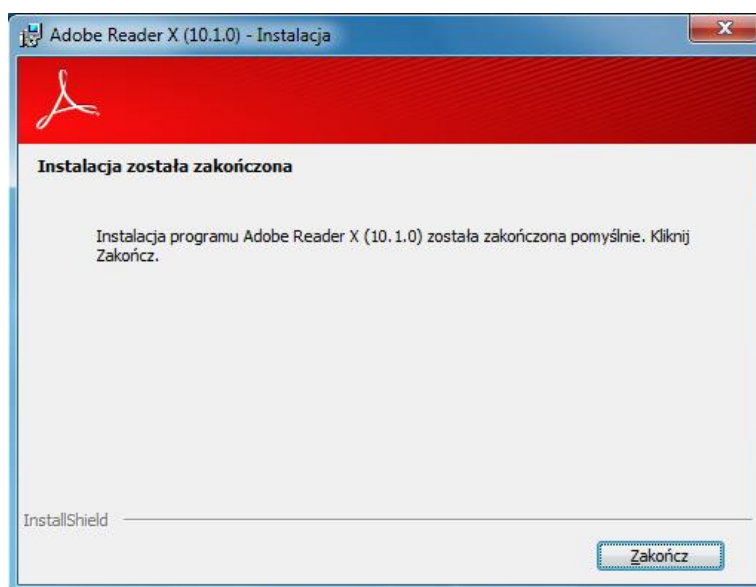 Adobe Reader X (10.1.0) - Instalacja
Instalacja została zakończona
Instalacja programu Adobe Reader X (10.1.0) została zakończona pomyślnie. Kliknij
Zakończ.
InstallShield
Zakończ